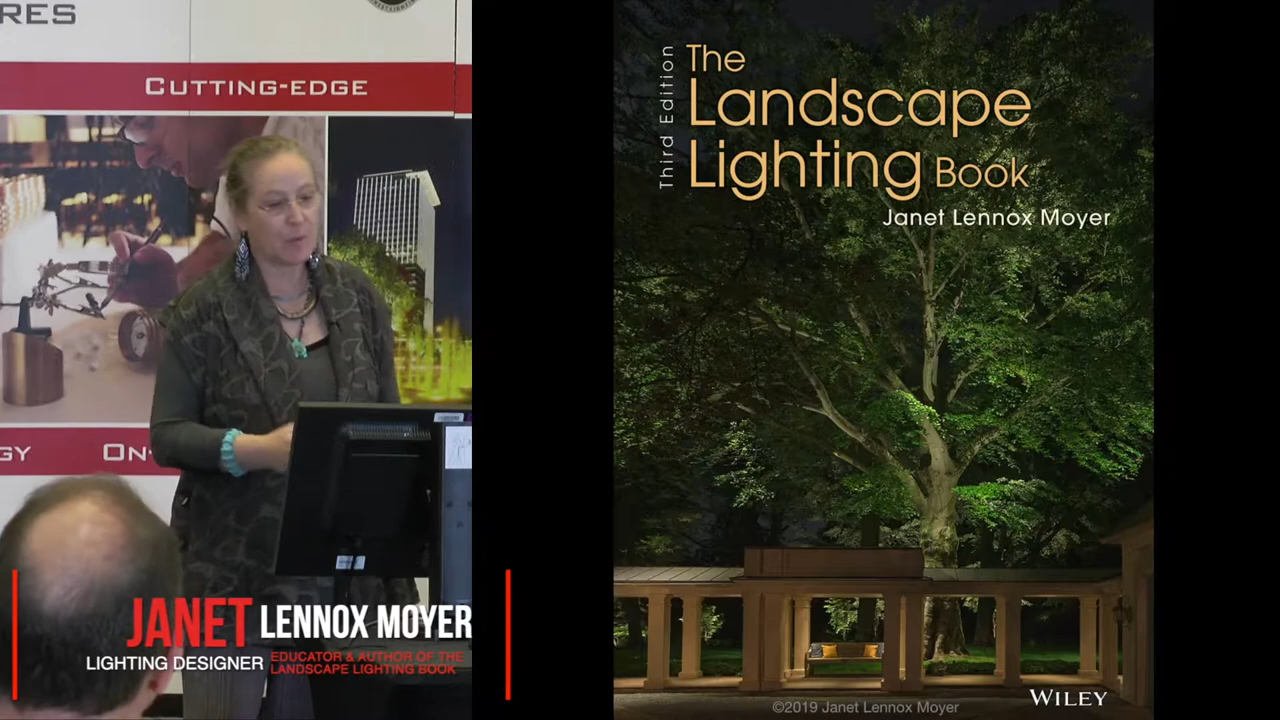 RES
CUTTING-EDGE
GY
ON-
JANET LENNOX MOYER
LIGHTING DESIGNER
EDUCATOR & AUTHOR OF THE
LANDSCAPE LIGHTING BOOK
Third Edition
The
Landscape
Lighting Book
Janet Lennox Moyer
WILEY
©2019 Janet Lennox Moyer